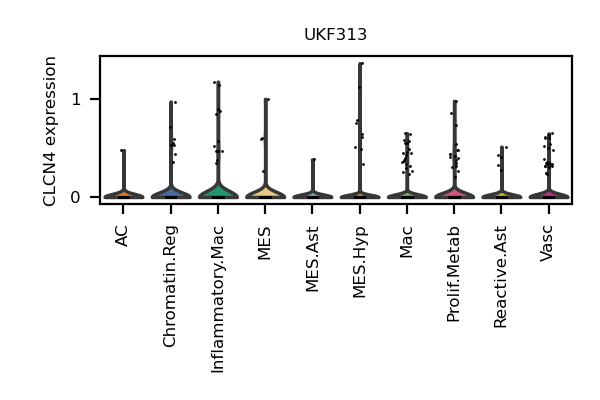 UKF313
CLCN4 expression
1
0
AC
Chromatin.Reg
Inflammatory.Mac
MES
MES.Ast
MES.Hyp
Mac
Prolif.Metab
Reactive.Ast
Vasc